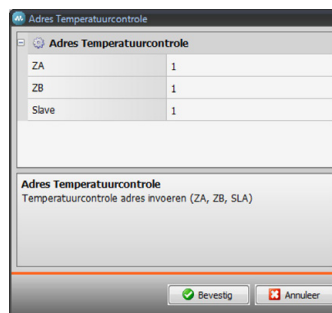 Adres Temperatuurcontrole
Adres Temperatuurcontrole
ZA 1
ZB 1
Slave 1
Adres Temperatuurcontrole
Temperatuurcontrole adres invoeren (ZA, ZB, SLA)
Bevestig Annuleer